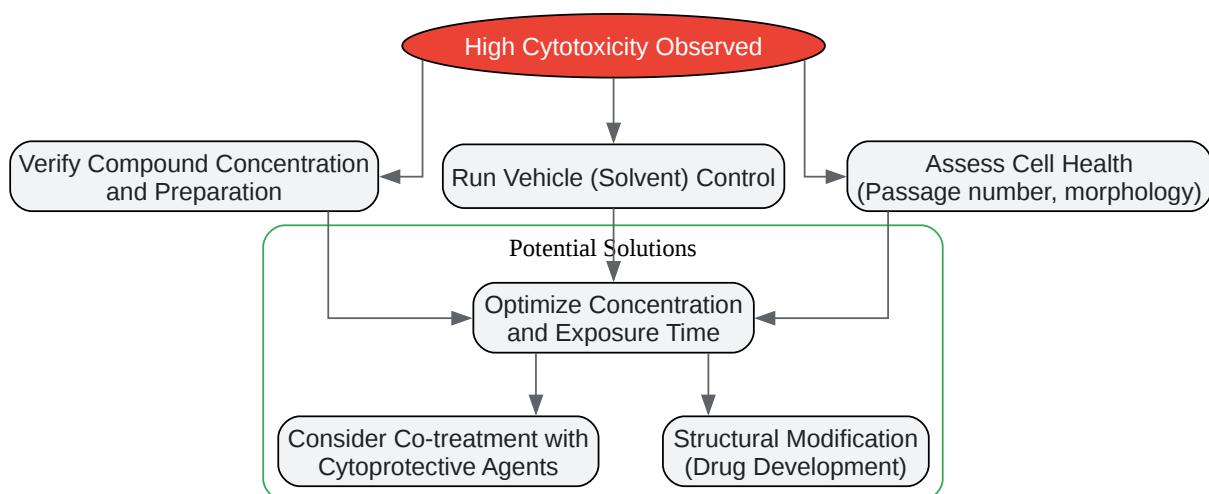 High Cytotoxicity Observed
Verify Compound Concentration
and Preparation
Run Vehicle (Solvent) Control
Assess Cell Health
(Passage number, morphology)
Potential Solutions
Optimize Concentration
and Exposure Time
Consider Co-treatment with
Cytoprotective Agents
Structural Modification
(Drug Development)